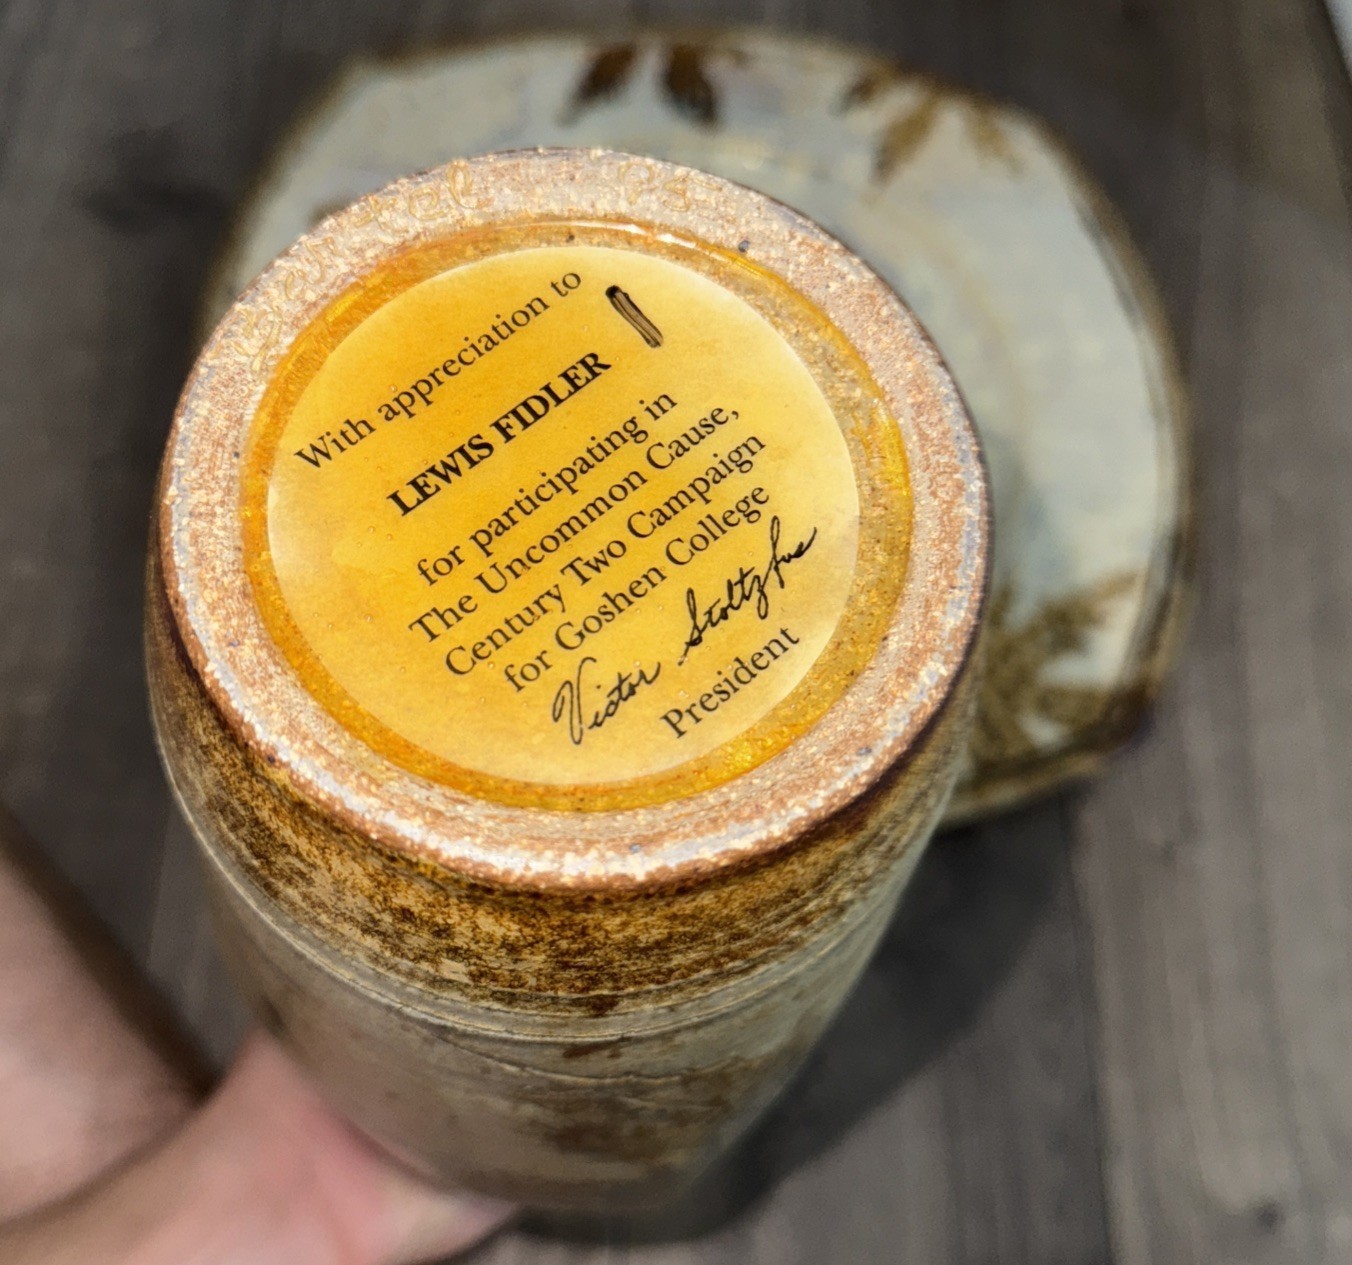 With appreciation to
LEWIS FIDLER
for participating in
The Uncommon Cause,
Century Two Campaign
for Goshen College
Victor Stoltzfus
President